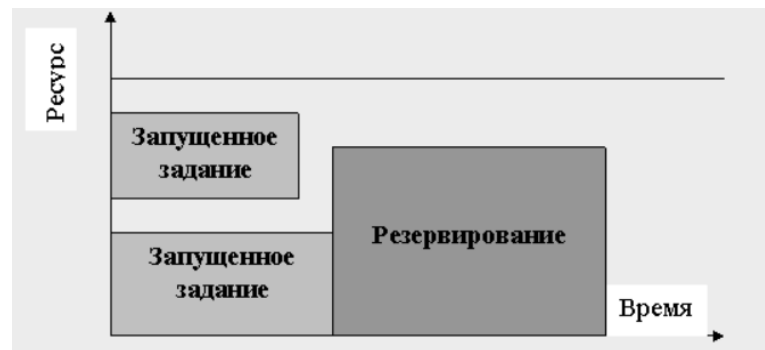 Ресурс
Запущенное
задание
Запущенное
задание
Резервирование
Время